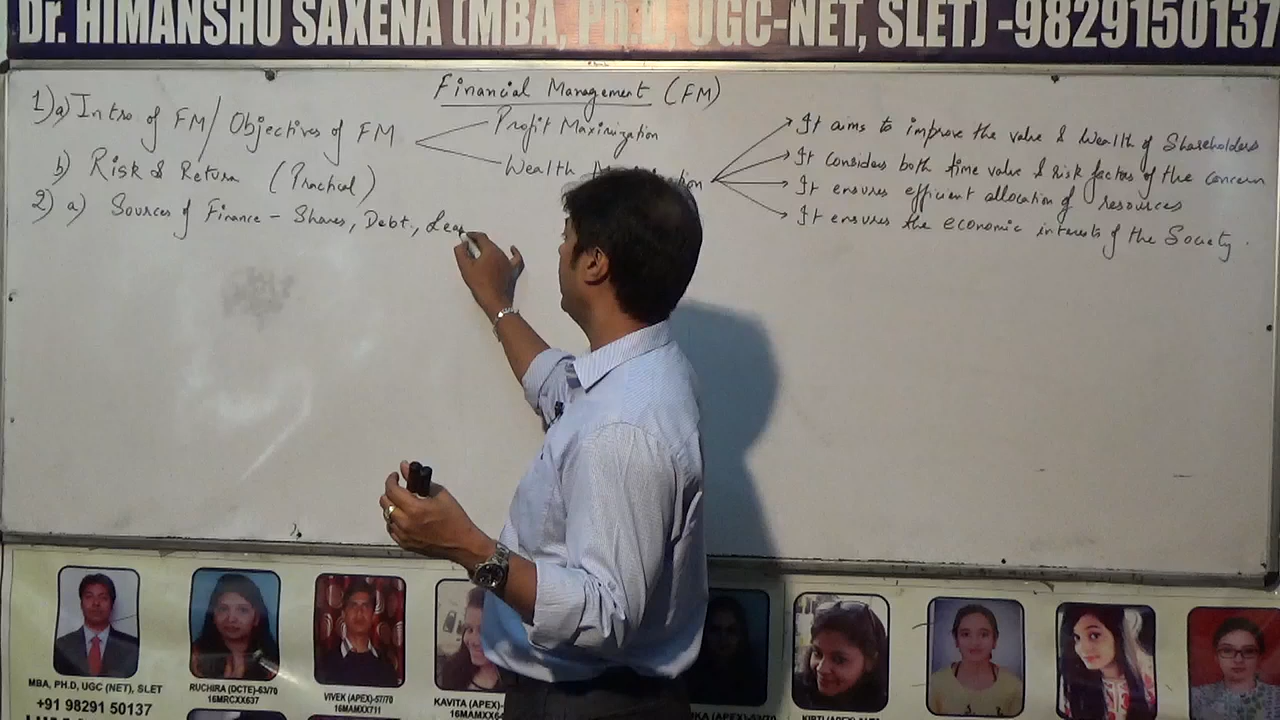 Dr. HIMANSHU SAXENA (MBA, Ph.D, UGC-NET, SLET) -9829150137
Financial Management (FM)
1) a) Intro of FM / Objectives of FM
Profit Maximization
Wealth
b) Risk & Return (Practical)
2) a) Sources of Finance - Shares, Debt.,
It aims to improve the value & Wealth of Shareholders
It considers both time value & risk factors of the concern
It ensures efficient allocation of resources
It ensures the economic interests of the Society.
MBA, PH.D, UGC (NET), SLET
+91 98291 50137
RUCHIRA (DCTE)-63/70
16MRCXX637
VIVEK (APEX)-57/70
16MAMXX711
KAVITA (APEX)-
16MAMXX64